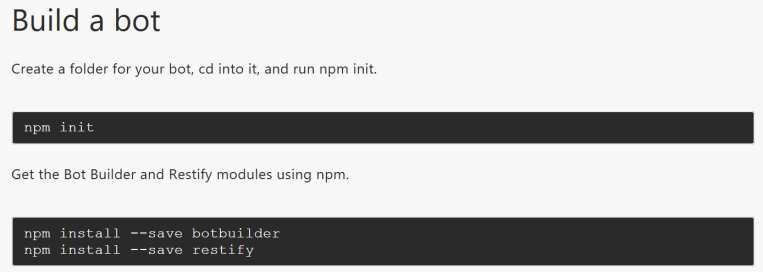 Build a bot
Create a folder for your bot, cd into it, and run npm init.
npm init
Get the Bot Builder and Restify modules using npm.
npm install --save botbuilder
npm install --save restify